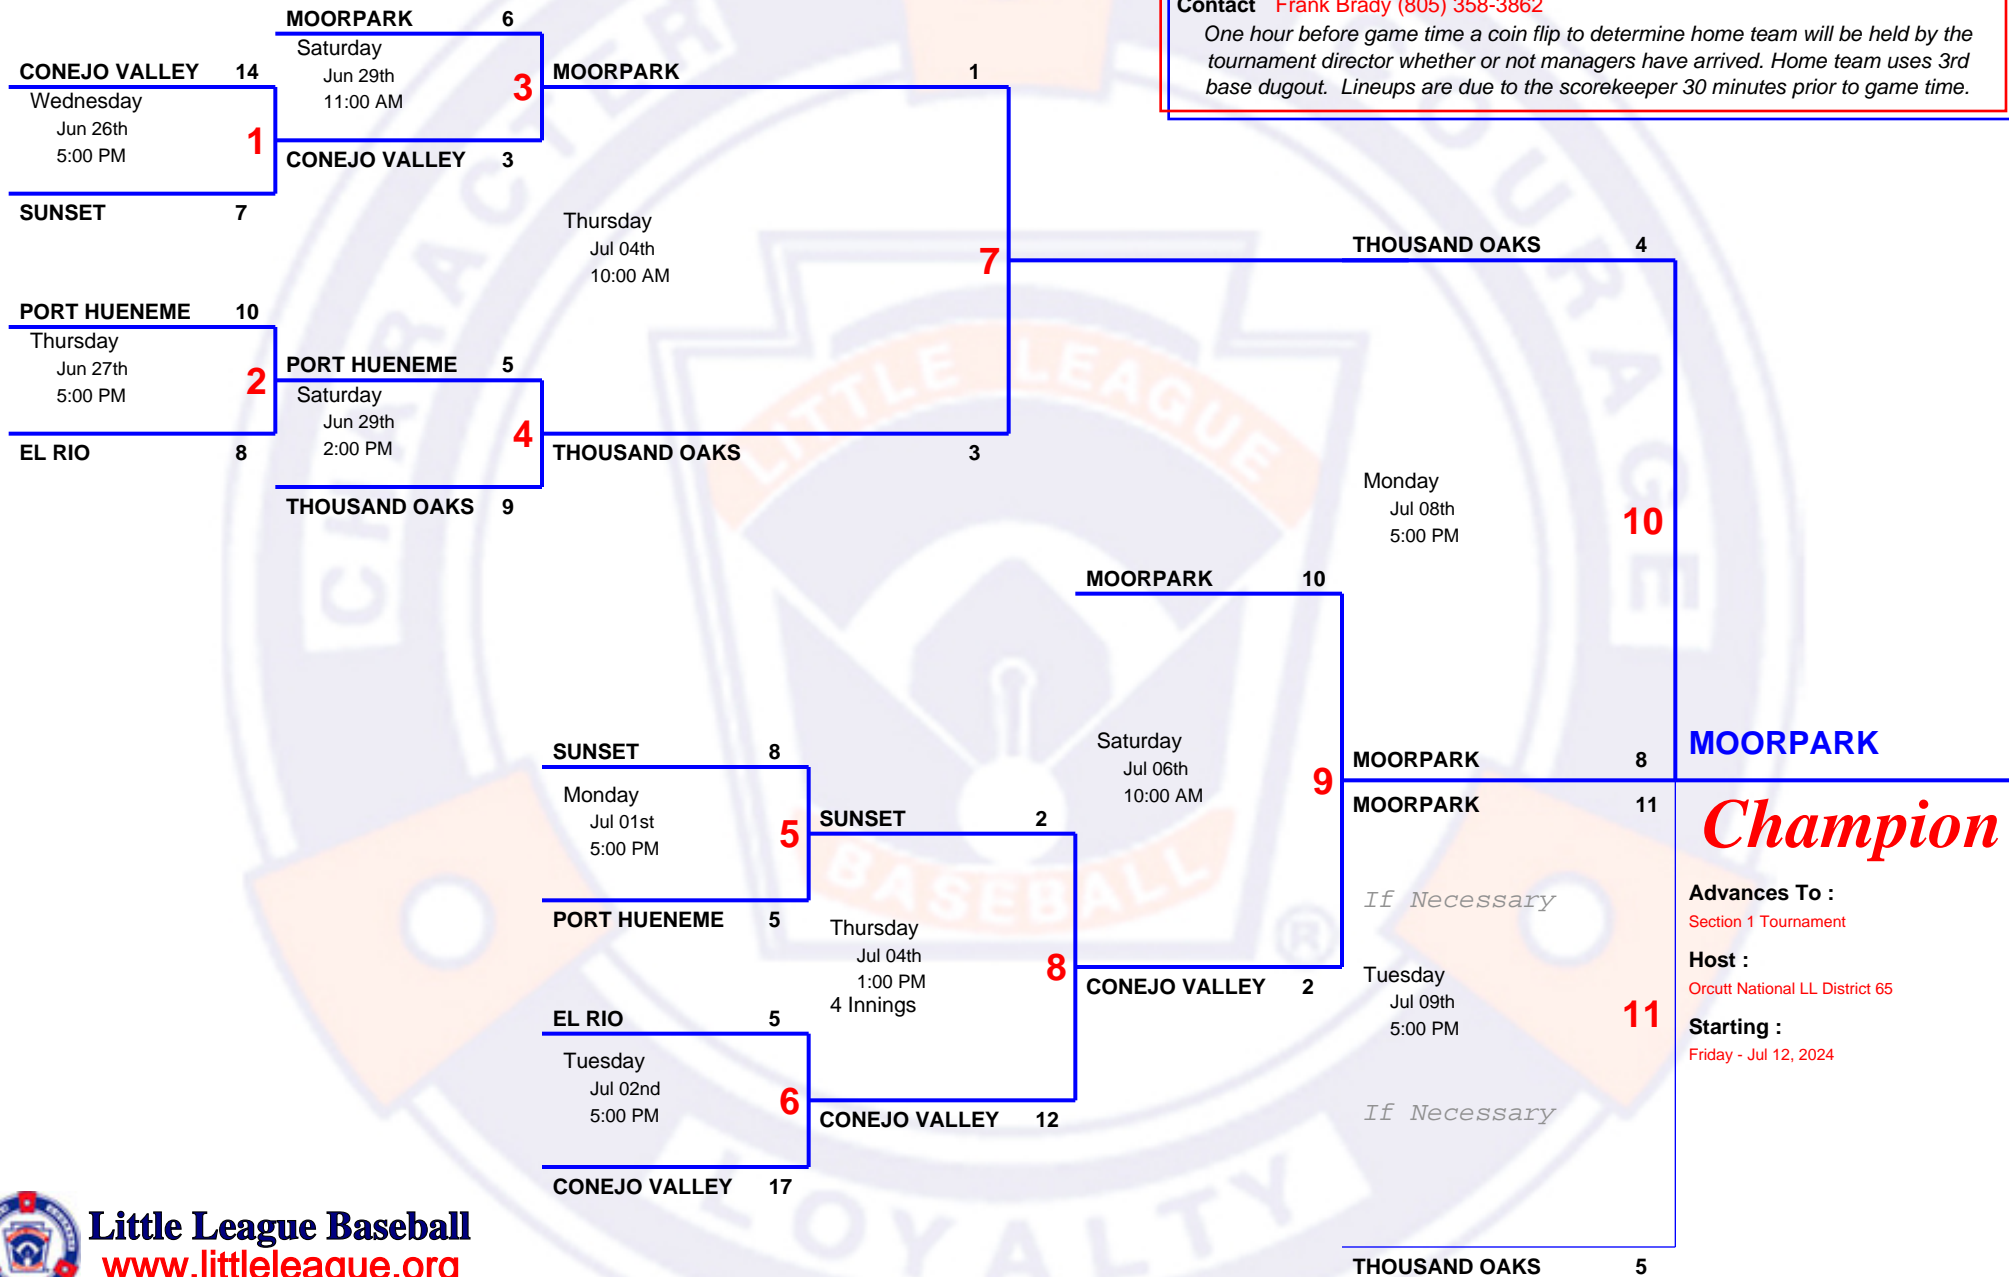 Contact Frank Brady (805) 358-3862
One hour before game time a coin flip to determine home team will be held by the
tournament director whether or not managers have arrived. Home team uses 3rd
base dugout. Lineups are due to the scorekeeper 30 minutes prior to game time.
MOORPARK 6
Saturday
Jun 29th
11:00 AM
3
CONEJO VALLEY 3
CONEJO VALLEY 14
Wednesday
Jun 26th
5:00 PM
1
SUNSET 7
MOORPARK 1
Thursday
Jul 04th
10:00 AM
7
THOUSAND OAKS 3
PORT HUENEME 10
Thursday
Jun 27th
5:00 PM
2
EL RIO 8
PORT HUENEME 5
Saturday
Jun 29th
2:00 PM
4
THOUSAND OAKS 9
THOUSAND OAKS 4
Monday
Jul 08th
5:00 PM
10
MOORPARK 8
MOORPARK 10
Saturday
Jul 06th
10:00 AM
9
CONEJO VALLEY 2
SUNSET 8
Monday
Jul 01st
5:00 PM
5
PORT HUENEME 5
SUNSET 2
Thursday
Jul 04th
1:00 PM
4 Innings
8
CONEJO VALLEY 12
EL RIO 5
Tuesday
Jul 02nd
5:00 PM
6
CONEJO VALLEY 17
MOORPARK 11
If Necessary
Tuesday
Jul 09th
5:00 PM
11
If Necessary
THOUSAND OAKS 5
MOORPARK
Champion
Advances To :
Section 1 Tournament
Host :
Orcutt National LL District 65
Starting :
Friday - Jul 12, 2024
CHARACTER
COURAGE
LOYALTY
LITTLE LEAGUE
BASEBALL
®
Little League Baseball
www.littleleague.org